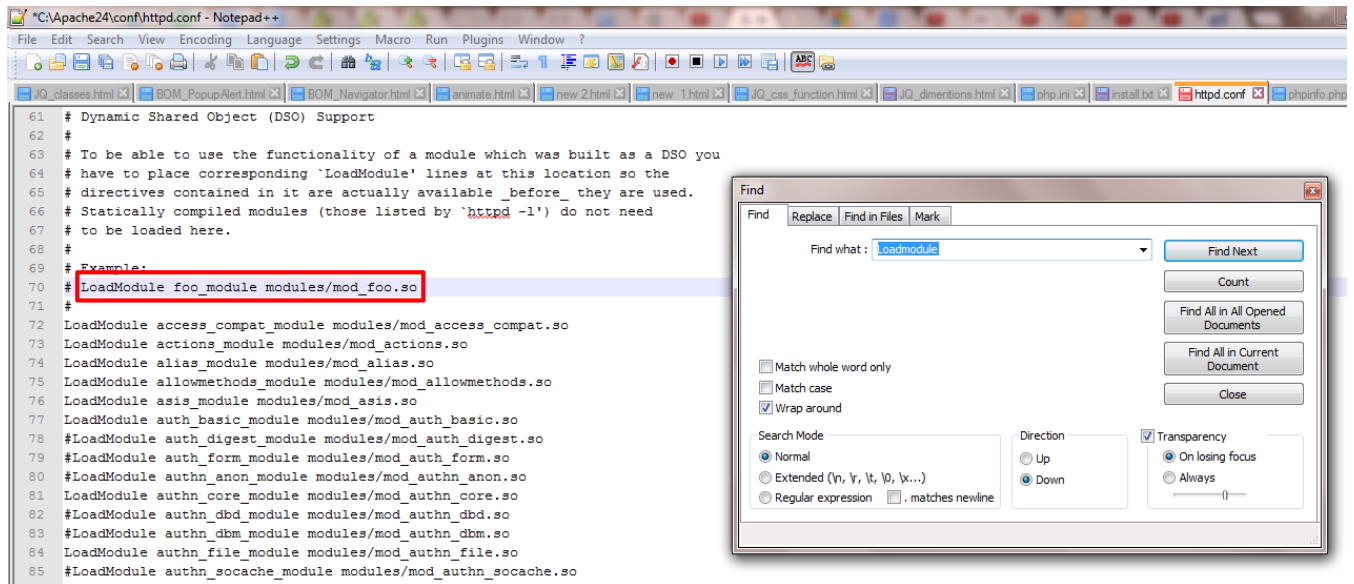 *C:\Apache24\conf\httpd.conf - Notepad++
File Edit Search View Encoding Language Settings Macro Run Plugins Window ?
ABC
JQ_classes.html BOM_PopupAlert.html BOM_Navigator.html animate.html new 2.html new 1.html JQ_css_function.html JQ_dimentions.html php.ini install.txt httpd.conf phpinfo.php
61 # Dynamic Shared Object (DSO) Support
62 #
63 # To be able to use the functionality of a module which was built as a DSO you
64 # have to place corresponding `LoadModule' lines at this location so the
65 # directives contained in it are actually available _before_ they are used.
66 # Statically compiled modules (those listed by `httpd -l') do not need
67 # to be loaded here.
68 #
69 # Example:
70 # LoadModule foo_module modules/mod_foo.so
71 #
72 LoadModule access_compat_module modules/mod_access_compat.so
73 LoadModule actions_module modules/mod_actions.so
74 LoadModule alias_module modules/mod_alias.so
75 LoadModule allowmethods_module modules/mod_allowmethods.so
76 LoadModule asis_module modules/mod_asis.so
77 LoadModule auth_basic_module modules/mod_auth_basic.so
78 #LoadModule auth_digest_module modules/mod_auth_digest.so
79 #LoadModule auth_form_module modules/mod_auth_form.so
80 #LoadModule authn_anon_module modules/mod_authn_anon.so
81 LoadModule authn_core_module modules/mod_authn_core.so
82 #LoadModule authn_dbd_module modules/mod_authn_dbd.so
83 #LoadModule authn_dbm_module modules/mod_authn_dbm.so
84 LoadModule authn_file_module modules/mod_authn_file.so
85 #LoadModule authn_socache_module modules/mod_authn_socache.so
Find
Find Replace Find in Files Mark
Find what : Loadmodule
Find Next
Count
Find All in All Opened
Documents
Find All in Current
Document
Close
Match whole word only
Match case
Wrap around
Search Mode
Normal
Extended (\n, \r, \t, \0, \x...)
Regular expression . matches newline
Direction
Up
Down
Transparency
On losing focus
Always